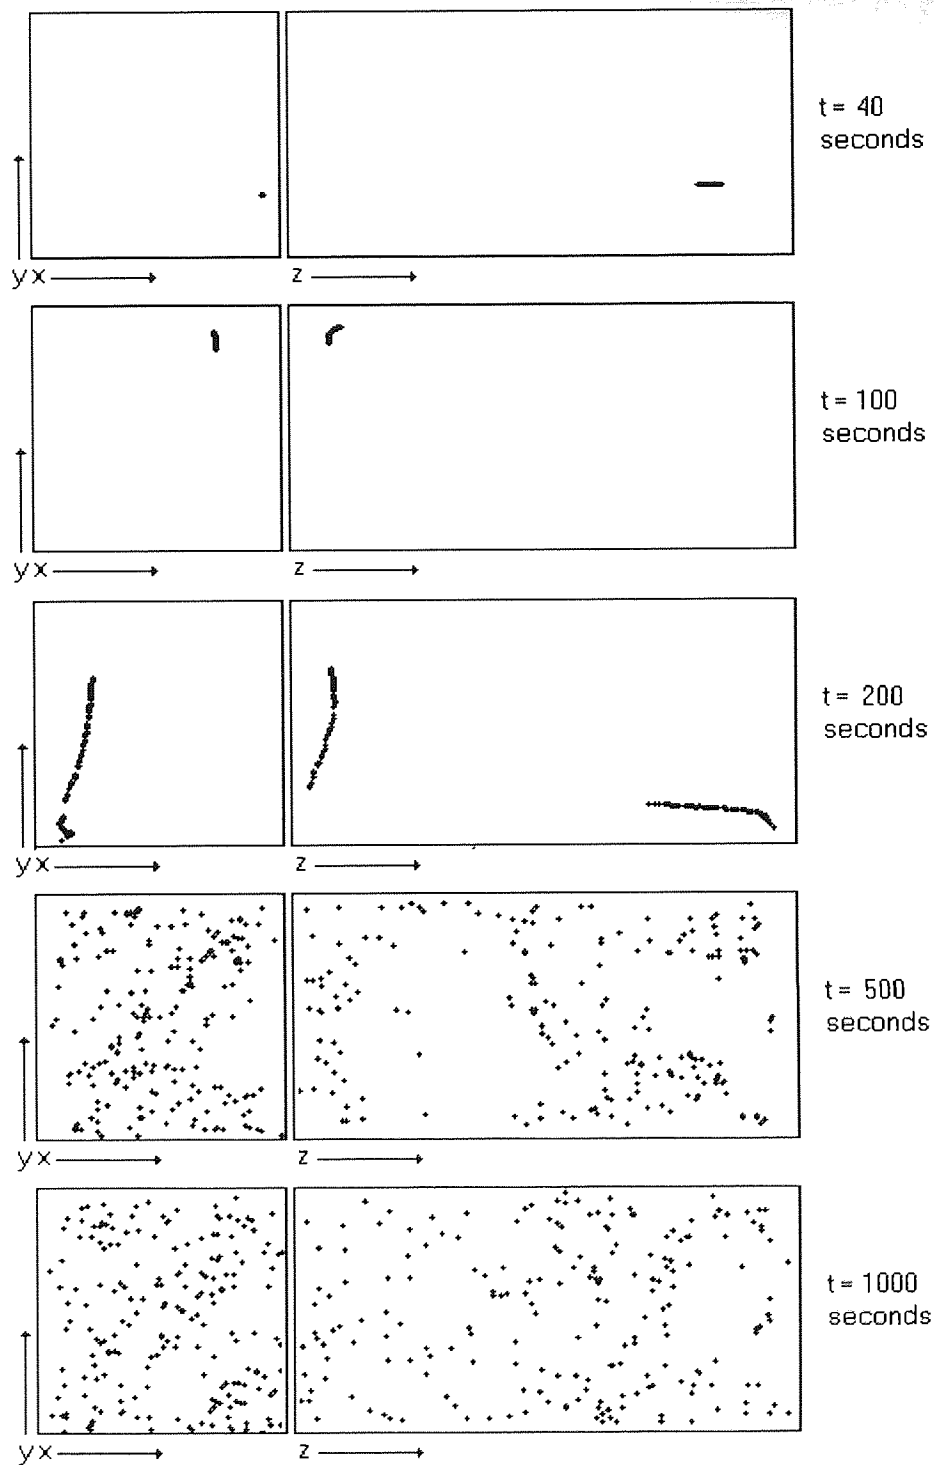 t = 40
seconds
y x
z
t = 100
seconds
y x
z
t = 200
seconds
y x
z
t = 500
seconds
y x
z
t = 1000
seconds
y x
z